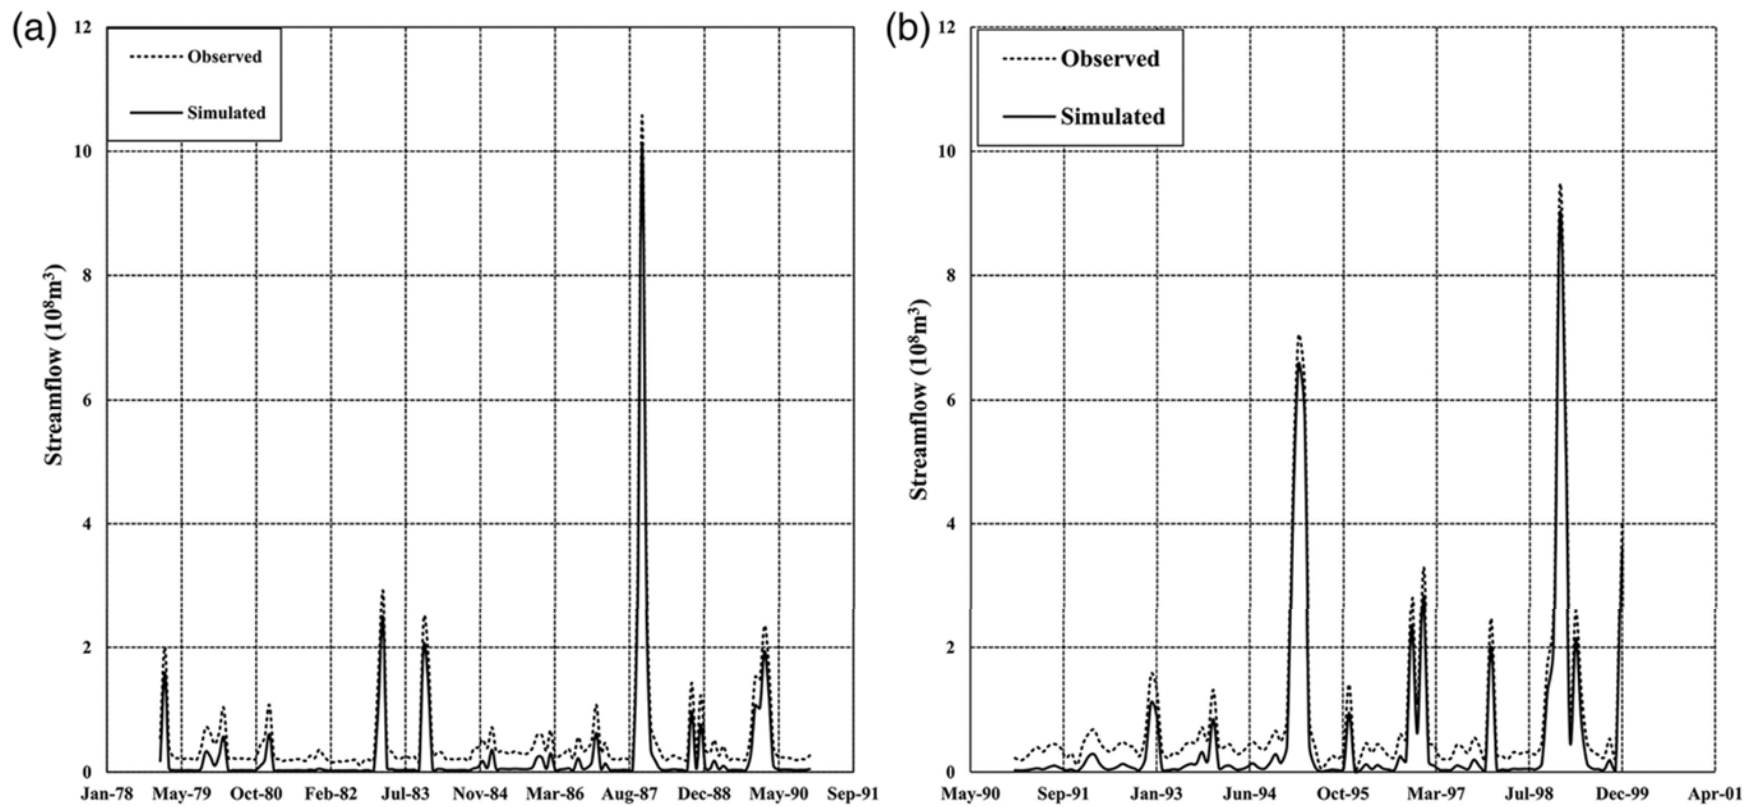 (a)
Observed
Simulated
12
10
8
6
4
2
0
Streamflow (10⁸m³)
Jan-78 May-79 Oct-80 Feb-82 Jul-83 Nov-84 Mar-86 Aug-87 Dec-88 May-90 Sep-91
(b)
Observed
Simulated
12
10
8
6
4
2
0
Streamflow (10⁸m³)
May-90 Sep-91 Jan-93 Jun-94 Oct-95 Mar-97 Jul-98 Dec-99 Apr-01